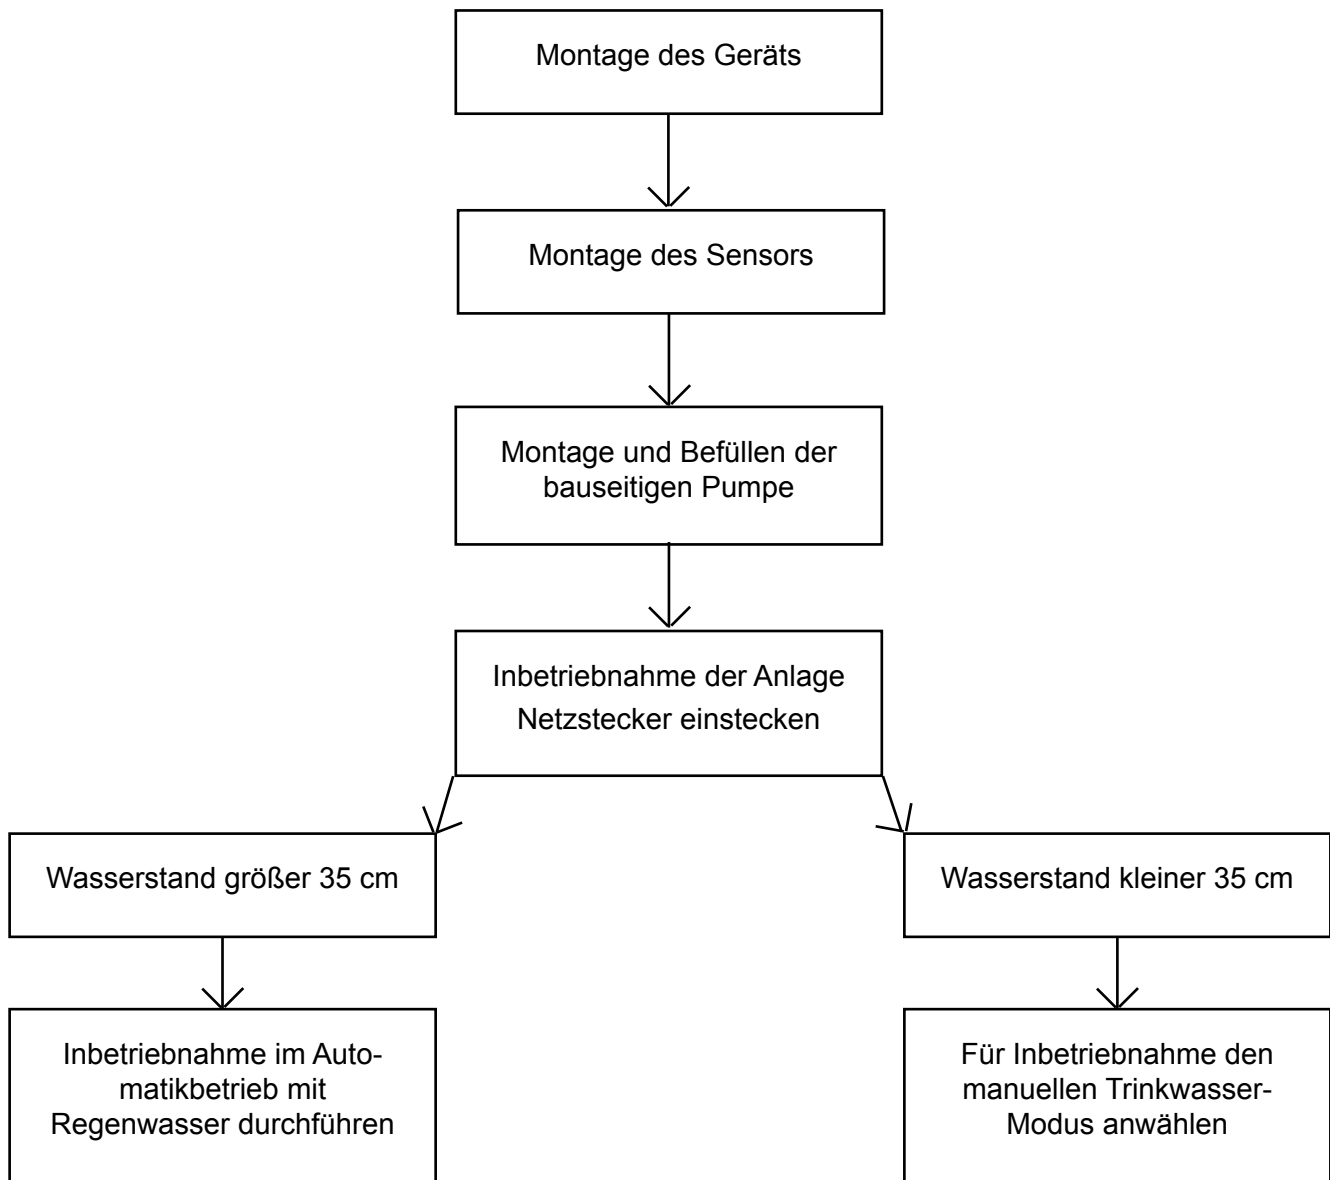 Montage des Geräts
Montage des Sensors
Montage und Befüllen der
bauseitigen Pumpe
Inbetriebnahme der Anlage
Netzstecker einstecken
Wasserstand größer 35 cm
Wasserstand kleiner 35 cm
Inbetriebnahme im Auto-
matikbetrieb mit
Regenwasser durchführen
Für Inbetriebnahme den
manuellen Trinkwasser-
Modus anwählen